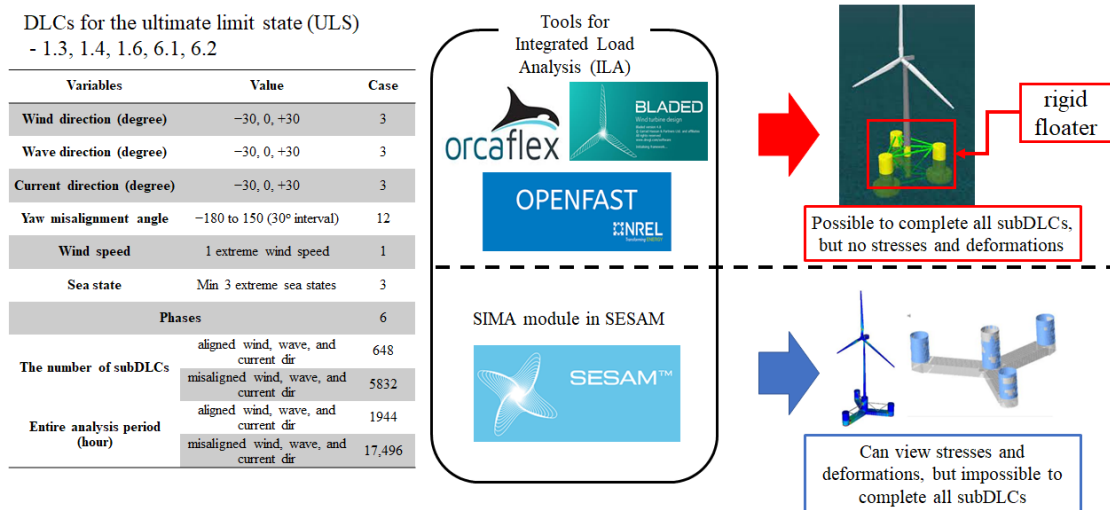 DLCs for the ultimate limit state (ULS)
- 1.3, 1.4, 1.6, 6.1, 6.2
Variables Value Case
Wind direction (degree) −30, 0, +30 3
Wave direction (degree) −30, 0, +30 3
Current direction (degree) −30, 0, +30 3
Yaw misalignment angle −180 to 150 (30° interval) 12
Wind speed 1 extreme wind speed 1
Sea state Min 3 extreme sea states 3
Phases 6
The number of subDLCs
aligned wind, wave, and
current dir
648
misaligned wind, wave, and
current dir
5832
Entire analysis period
(hour)
aligned wind, wave, and
current dir
1944
misaligned wind, wave, and
current dir
17,496
Tools for
Integrated Load
Analysis (ILA)
orcaflex
BLADED
Wind turbine design
OPENFAST
NREL
Transforming ENERGY
SIMA module in SESAM
SESAM™
rigid
floater
Possible to complete all subDLCs,
but no stresses and deformations
Can view stresses and
deformations, but impossible to
complete all subDLCs